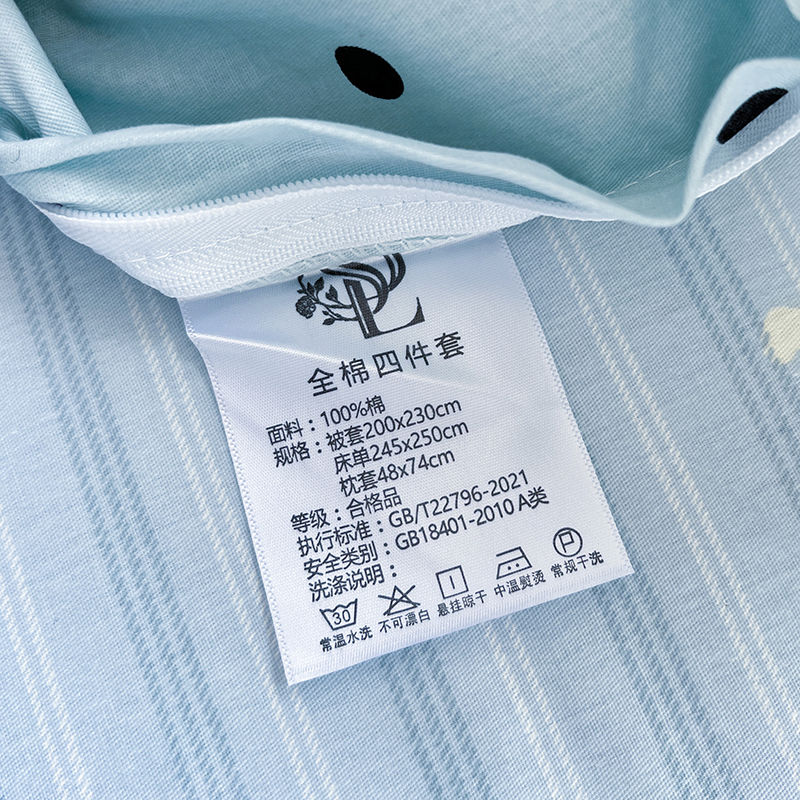 L
全棉四件套
面料：100%棉
规格：被套200x230cm
床单245x250cm
枕套48x74cm
等级：合格品
执行标准：GB/T22796-2021
安全类别：GB18401-2010 A类
洗涤说明：
30 P
常温水洗 不可漂白 悬挂晾干 中温熨烫 常规干洗